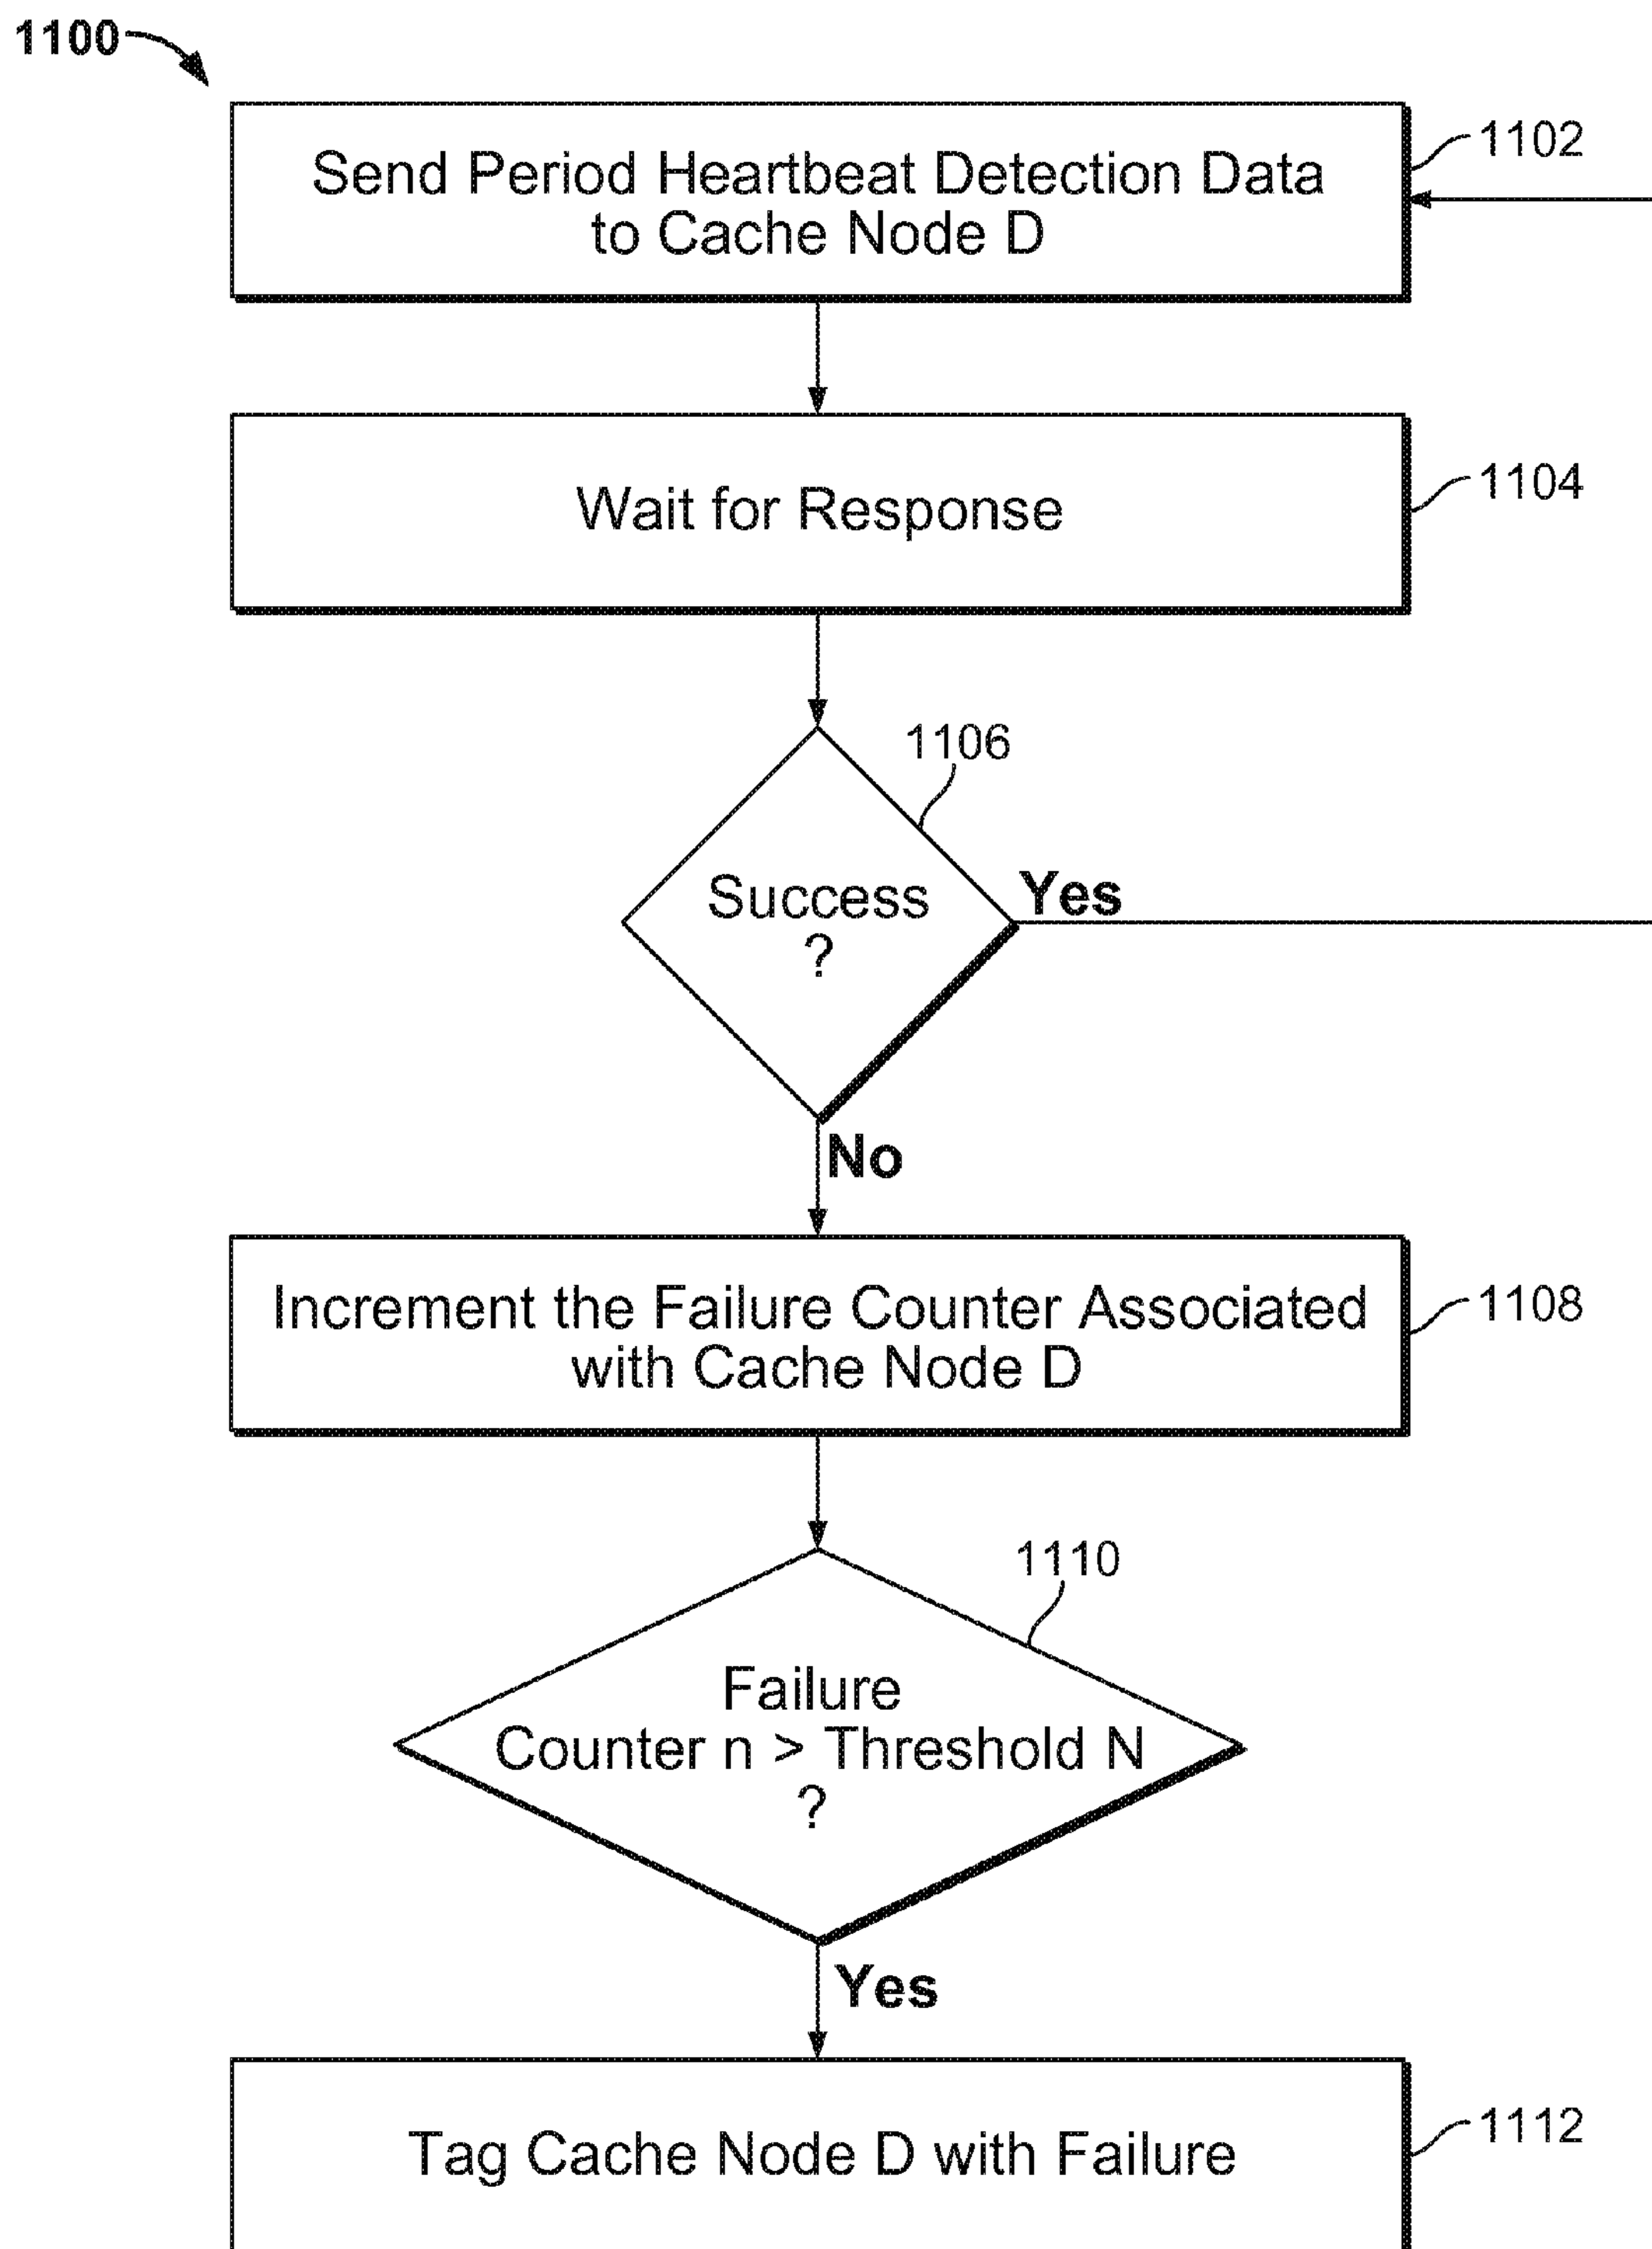 1100
Send Period Heartbeat Detection Data
to Cache Node D
1102
Wait for Response
1104
1106
Success
?
Yes
No
Increment the Failure Counter Associated
with Cache Node D
1108
1110
Failure
Counter n > Threshold N
?
Yes
Tag Cache Node D with Failure
1112